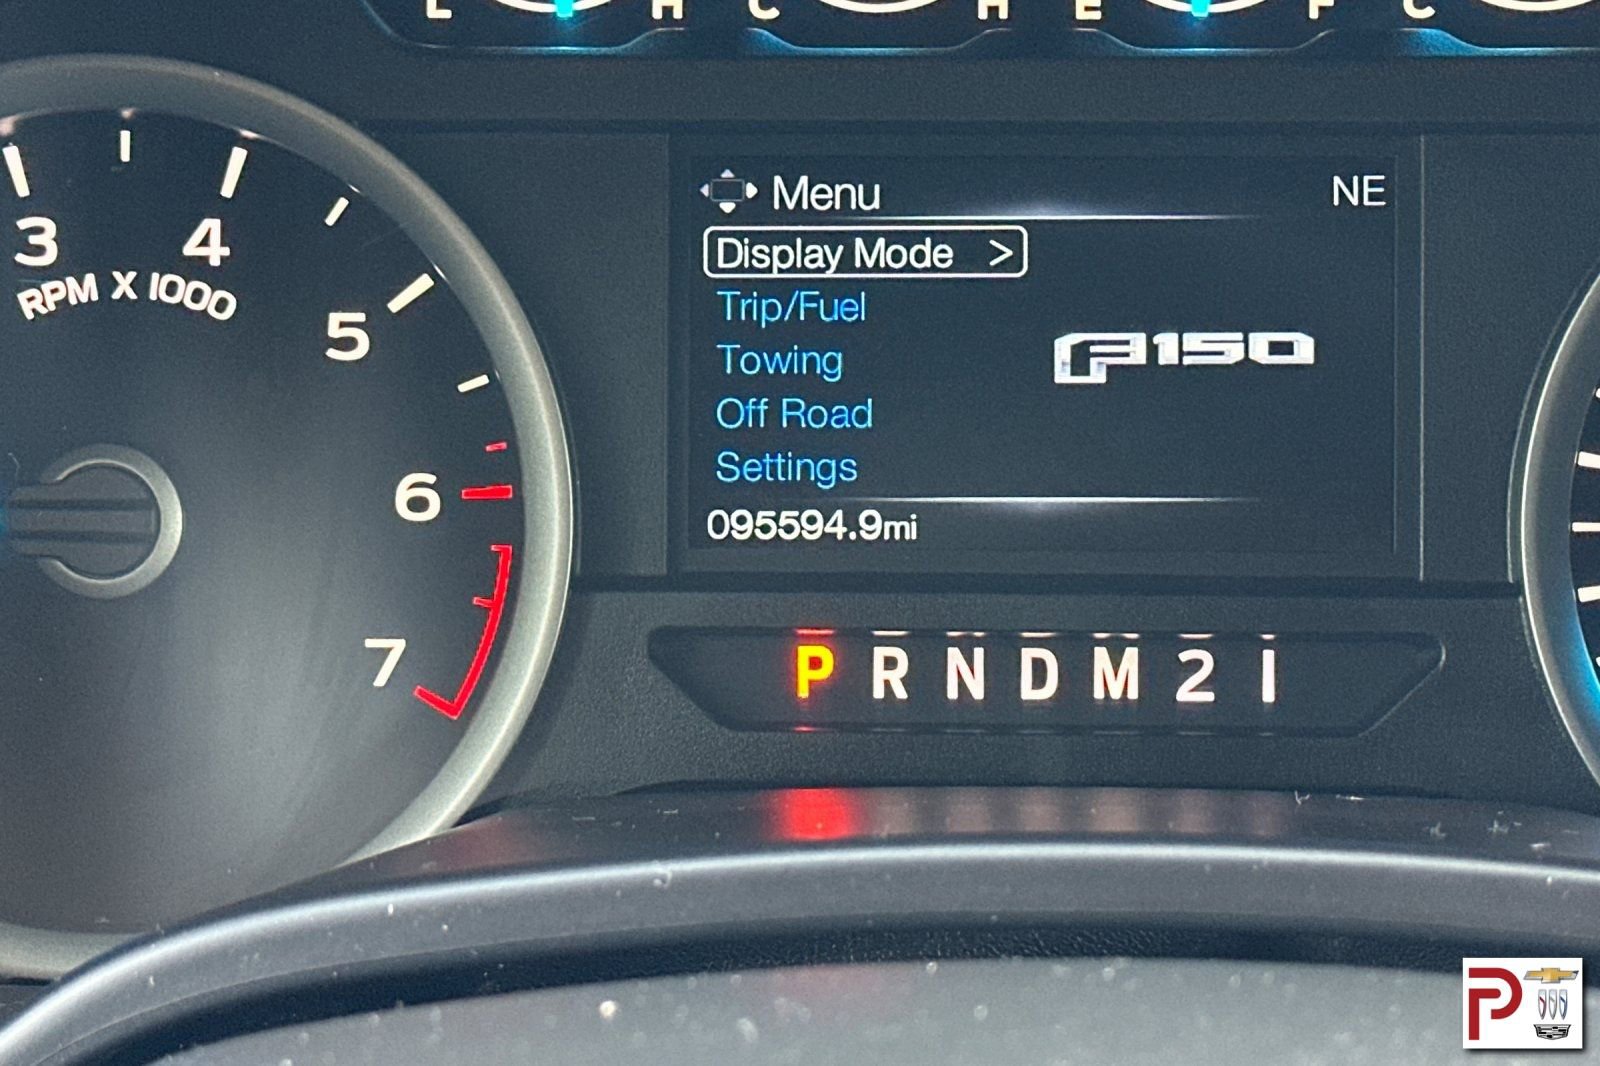 L H C H E F C
Menu NE
Display Mode >
Trip/Fuel
Towing
Off Road
Settings
F150
095594.9mi
3 4 5 6 7
RPM X 1000
P R N D M 2 1
P